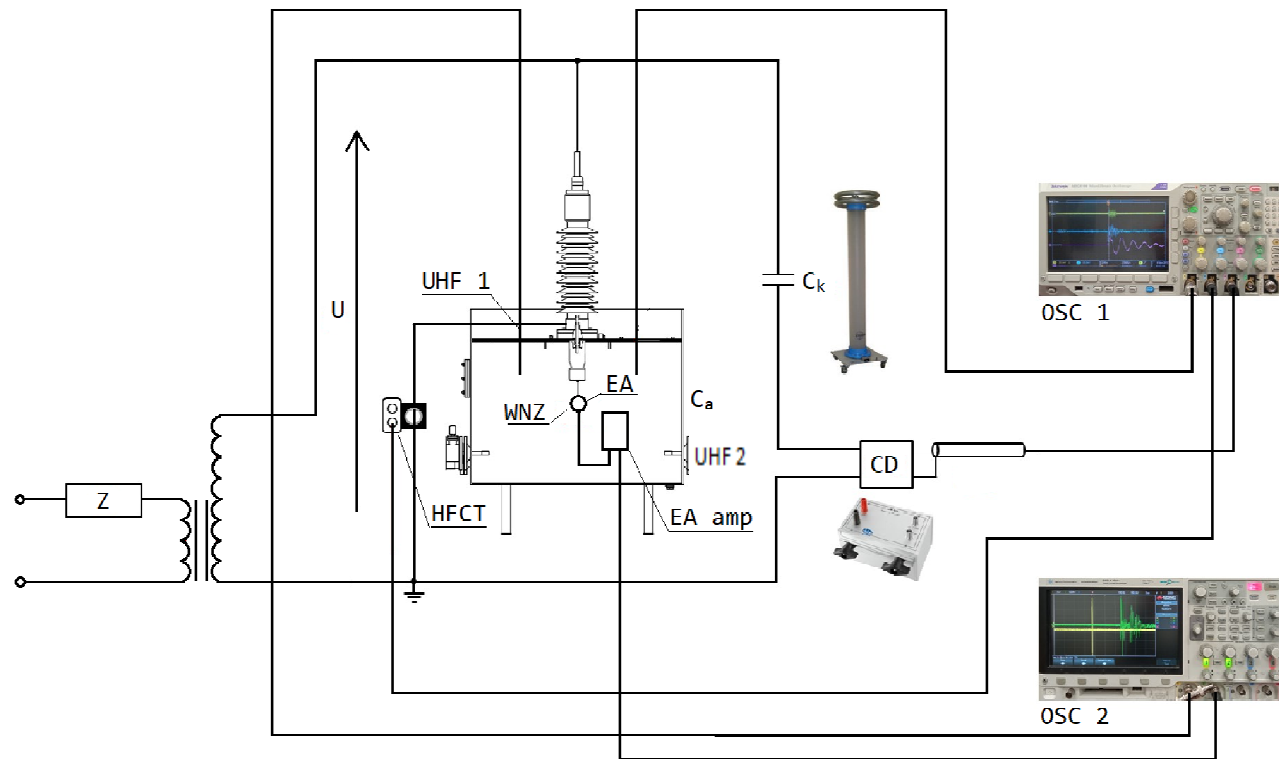 UHF 1
U
Cₖ
OSC 1
EA
WNZ
Cₐ
UHF 2
CD
Z
HFCT
EA amp
OSC 2